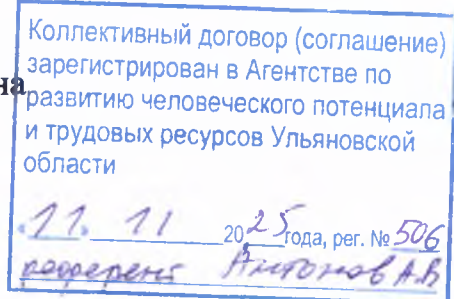 на
Коллективный договор (соглашение)
зарегистрирован в Агентстве по
развитию человеческого потенциала
и трудовых ресурсов Ульяновской
области
«11» 11 2025 года, рег. № 506
референт Антонов А.В